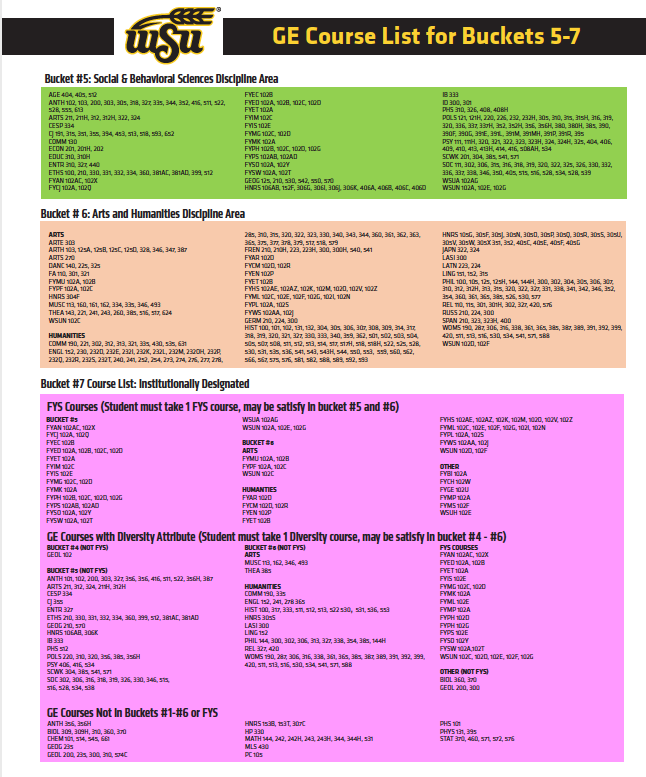 WSU
GE Course List for Buckets 5-7
Bucket #5: Social & Behavioral Sciences Discipline Area
AGE 404, 405, 512
ANTH 102, 103, 200, 303, 305, 318, 327, 335, 344, 352, 416, 511, 522,
528, 555, 613
ARTS 211, 211H, 312, 312H, 322, 324
CESP 334
CJ 191, 315, 351, 355, 394, 453, 513, 518, 593, 652
COMM 130
ECON 201, 201H, 202
EDUC 310, 310H
ENTR 310, 327, 440
ETHS 100, 210, 330, 331, 332, 334, 360, 381AC, 381AD, 399, 512
FYAN 102AC, 102X
FYCJ 102A, 102Q
FYEC 102B
FYED 102A, 102B, 102C, 102D
FYET 102A
FYIM 102C
FYIS 102E
FYMG 102C, 102D
FYMK 102A
FYPH 102B, 102C, 102D, 102G
FYPS 102AB, 102AD
FYSO 102A, 102Y
FYSW 102A, 102T
GEOG 125, 210, 530, 542, 550, 570
HNRS 106AB, 152F, 306G, 306I, 306J, 306K, 406A, 406B, 406C, 406D
IB 333
ID 300, 301
PHS 310, 326, 408, 408H
POLS 121, 121H, 220, 226, 232, 232H, 305, 310, 315, 315H, 316, 319,
320, 336, 337, 337H, 352, 352H, 356, 356H, 380, 380H, 385, 390,
390F, 390G, 391E, 391L, 391M, 391MH, 391P, 391R, 395
PSY 111, 111H, 320, 321, 322, 323, 323H, 324, 324H, 325, 404, 406,
409, 410, 413, 413H, 414, 416, 508AH, 534
SCWK 201, 304, 385, 541, 571
SOC 111, 302, 306, 315, 316, 318, 319, 320, 322, 325, 326, 330, 332,
336, 337, 338, 346, 350, 405, 515, 516, 528, 534, 538, 539
WSUA 102AG
WSUN 102A, 102E, 102G
Bucket # 6: Arts and Humanities Discipline Area
ARTS
ARTE 303
ARTH 103, 125A, 125B, 125C, 125D, 328, 346, 347, 387
ARTS 270
DANC 140, 225, 325
FA 110, 301, 321
FYMU 102A, 102B
FYPF 102A, 102C
HNRS 304F
MUSC 113, 160, 161, 162, 334, 335, 346, 493
THEA 143, 221, 241, 243, 260, 385, 516, 517, 624
WSUN 102C
HUMANITIES
COMM 190, 221, 302, 312, 313, 321, 335, 430, 535, 631
ENGL 152, 230, 232D, 232E, 232I, 232K, 232L, 232M, 232OH, 232P,
232Q, 232R, 232S, 232T, 240, 241, 252, 254, 273, 274, 276, 277, 278,
285, 310, 315, 320, 322, 323, 330, 340, 343, 344, 360, 361, 362, 363,
365, 375, 377, 378, 379, 517, 518, 579
FREN 210, 210H, 223, 223H, 300, 300H, 540, 541
FYAR 102D
FYCM 102D, 102R
FYEN 102P
FYET 102B
FYHS 102AE, 102AZ, 102K, 102M, 102O, 102V, 102Z
FYML 102C, 102E, 102F, 102G, 102I, 102N
FYPL 102A, 102S
FYWS 102AA, 102J
GERM 210, 224, 300
HIST 100, 101, 102, 131, 132, 304, 305, 306, 307, 308, 309, 314, 317,
318, 319, 320, 321, 327, 330, 333, 340, 359, 362, 501, 502, 503, 504,
505, 507, 508, 511, 512, 513, 514, 517, 517H, 518, 518H, 522, 525, 528,
530, 531, 535, 536, 541, 543, 543H, 544, 550, 553, 559, 560, 562,
566, 567, 575, 576, 581, 582, 588, 589, 592, 593
HNRS 105G, 305F, 305J, 305N, 305O, 305P, 305Q, 305R, 305S, 305U,
305V, 305W, 305X 351, 352, 405C, 405E, 405F, 405G
JAPN 322, 324
LASI 300
LATN 223, 224
LING 151, 152, 315
PHIL 100, 105, 125, 125H, 144, 144H, 300, 302, 304, 305, 306, 307,
310, 312, 312H, 313, 315, 320, 322, 327, 331, 338, 341, 342, 346, 352,
354, 360, 361, 365, 385, 526, 530, 577
REL 110, 115, 301, 301H, 302, 327, 420, 576
RUSS 210, 224, 300
SPAN 210, 323, 323H, 400
WOMS 190, 287, 306, 316, 338, 361, 365, 385, 387, 389, 391, 392, 399,
420, 511, 513, 516, 530, 534, 541, 571, 588
WSUN 102D, 102F
Bucket #7 Course List: Institutionally Designated
FYS Courses (Student must take 1 FYS course, may be satisfy in bucket #5 and #6)
BUCKET #5
FYAN 102AC, 102X
FYCJ 102A, 102Q
FYEC 102B
FYED 102A, 102B, 102C, 102D
FYET 102A
FYIM 102C
FYIS 102E
FYMG 102C, 102D
FYMK 102A
FYPH 102B, 102C, 102D, 102G
FYPS 102AB, 102AD
FYSO 102A, 102Y
FYSW 102A, 102T
WSUA 102AG
WSUN 102A, 102E, 102G
BUCKET #6
ARTS
FYMU 102A, 102B
FYPF 102A, 102C
WSUN 102C
HUMANTIES
FYAR 102D
FYCM 102D, 102R
FYEN 102P
FYET 102B
FYHS 102AE, 102AZ, 102K, 102M, 102O, 102V, 102Z
FYML 102C, 102E, 102F, 102G, 102I, 102N
FYPL 102A, 102S
FYWS 102AA, 102J
WSUN 102D, 102F
OTHER
FYBI 102A
FYCH 102W
FYGE 102U
FYMP 102A
FYMS 102F
WSUH 102E
GE Courses with Diversity Attribute (Student must take 1 Diversity course, may be satisfy in bucket #4 - #6)
BUCKET #4 (NOT FYS)
GEOL 102
BUCKET #5 (NOT FYS)
ANTH 101, 102, 200, 303, 327, 356, 356, 416, 511, 522, 356H, 387
ARTS 211, 312, 324, 211H, 312H
CESP 334
CJ 355
ENTR 327
ETHS 210, 330, 331, 332, 334, 360, 399, 512, 381AC, 381AD
GEOG 210, 570
HNRS 106AB, 306K
IB 333
PHS 512
POLS 220, 310, 320, 356, 385, 356H
PSY 406, 416, 534
SCWK 304, 385, 541, 571
SOC 302, 306, 316, 318, 319, 326, 330, 346, 515,
516, 528, 534, 538
BUCKET #6 (NOT FYS)
ARTS
MUSC 113, 162, 346, 493
THEA 385
HUMANITIES
COMM 190, 335
ENGL 152, 241, 278 365
HIST 100, 317, 333, 511, 512, 513, 522 530, 531, 536, 553
HNRS 305S
LASI 300
LING 152
PHIL 144, 300, 302, 306, 313, 327, 338, 354, 385, 144H
REL 327, 420
WOMS 190, 287, 306, 316, 338, 361, 365, 385, 387, 389, 391, 392, 399,
420, 511, 513, 516, 530, 534, 541, 571, 588
FYS COURSES
FYAN 102AC, 102X
FYED 102A, 102B
FYET 102A
FYIS 102E
FYMG 102C, 102D
FYMK 102A
FYML 102E
FYMP 102A
FYPH 102D
FYPH 102G
FYPS 102E
FYSO 102Y
FYSW 102A,102T
WSUN 102C, 102D, 102E, 102F, 102G
OTHER (NOT FYS)
BIOL 360, 370
GEOL 200, 300
GE Courses Not in Buckets #1-#6 or FYS
ANTH 356, 356H
BIOL 309, 309H, 310, 360, 370
CHEM 101, 514, 545, 661
GEOG 235
GEOL 200, 235, 300, 310, 574C
HNRS 153B, 153T, 307C
HP 330
MATH 144, 242, 242H, 243, 243H, 344, 344H, 531
MLS 430
PC 105
PHS 101
PHYS 131, 395
STAT 370, 460, 571, 572, 576